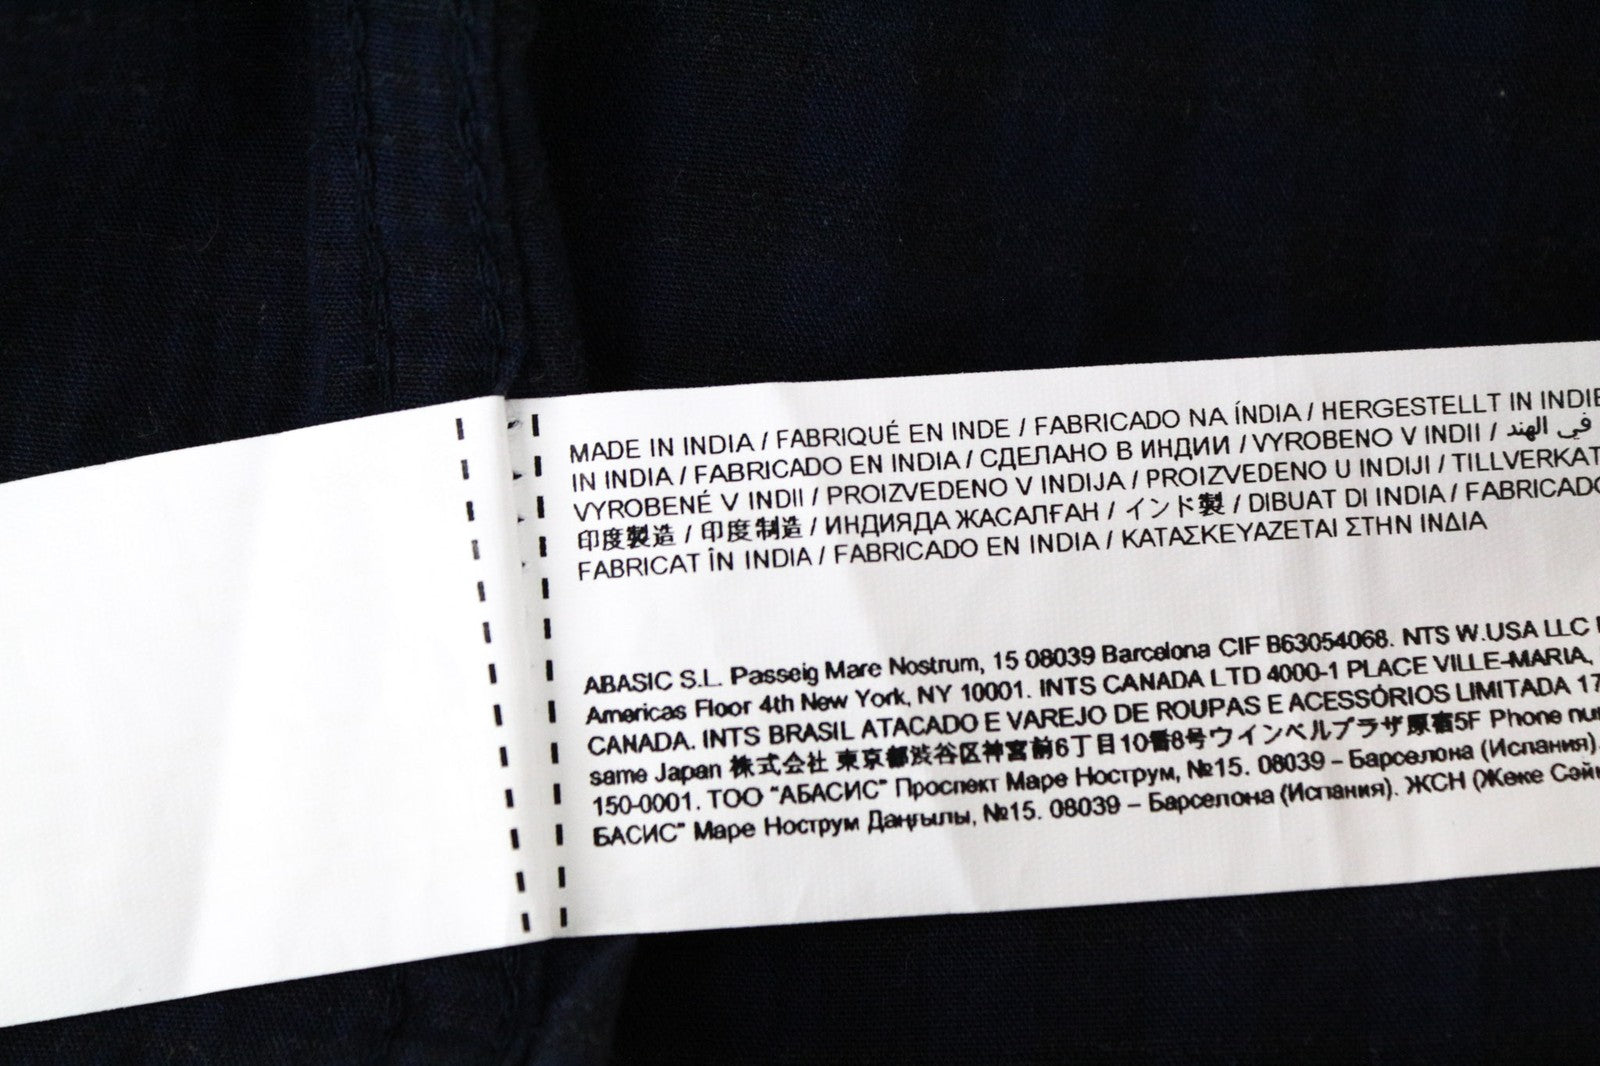 MADE IN INDIA / FABRIQUÉ EN INDE / FABRICADO NA ÍNDIA / HERGESTELLT IN INDIE
IN INDIA / FABRICADO EN INDIA / СДЕЛАНО В ИНДИИ / VYROBENO V INDII / في الهند
VYROBENÉ V INDII / PROIZVEDENO V INDIJA / PROIZVEDENO U INDIJI / TILLVERKAT
印度製造 / 印度制造 / ИНДИЯДА ЖАСАЛҒАН / インド製 / DIBUAT DI INDIA / FABRICADO
FABRICAT ÎN INDIA / FABRICADO EN INDIA / ΚΑΤΑΣΚΕΥΑΖΕΤΑΙ ΣΤΗΝ ΙΝΔΙΑ
ABASIC S.L. Passeig Mare Nostrum, 15 08039 Barcelona CIF B63054068. NTS W.USA LLC
Americas Floor 4th New York, NY 10001. INTS CANADA LTD 4000-1 PLACE VILLE-MARIA,
CANADA. INTS BRASIL ATACADO E VAREJO DE ROUPAS E ACESSÓRIOS LIMITADA 17
same Japan 株式会社 東京都渋谷区神宮前6丁目10番8号ウインベルプラザ原宿5F Phone nu
150-0001. ТОО "АБАСИС" Проспект Маре Нострум, №15. 08039 – Барселона (Испания).
БАСИС" Маре Нострум Даңғылы, №15. 08039 – Барселона (Испания). ЖСН (Жеке Сәйк